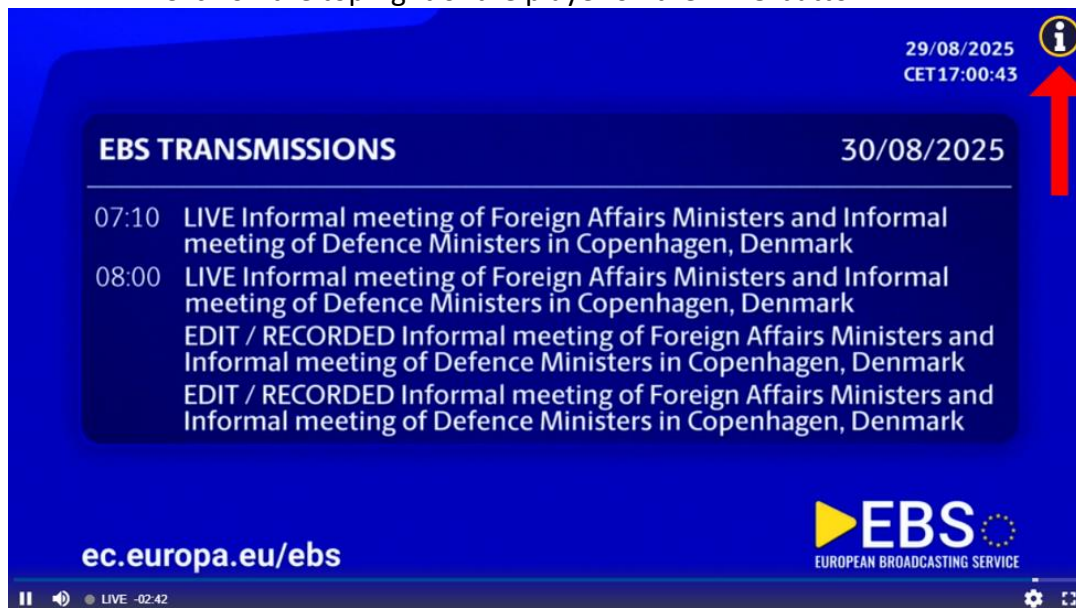 29/08/2025
CET 17:00:43
EBS TRANSMISSIONS 30/08/2025
07:10 LIVE Informal meeting of Foreign Affairs Ministers and Informal
meeting of Defence Ministers in Copenhagen, Denmark
08:00 LIVE Informal meeting of Foreign Affairs Ministers and Informal
meeting of Defence Ministers in Copenhagen, Denmark
EDIT / RECORDED Informal meeting of Foreign Affairs Ministers and
Informal meeting of Defence Ministers in Copenhagen, Denmark
EDIT / RECORDED Informal meeting of Foreign Affairs Ministers and
Informal meeting of Defence Ministers in Copenhagen, Denmark
EBS
ec.europa.eu/ebs
EUROPEAN BROADCASTING SERVICE
LIVE -02:42